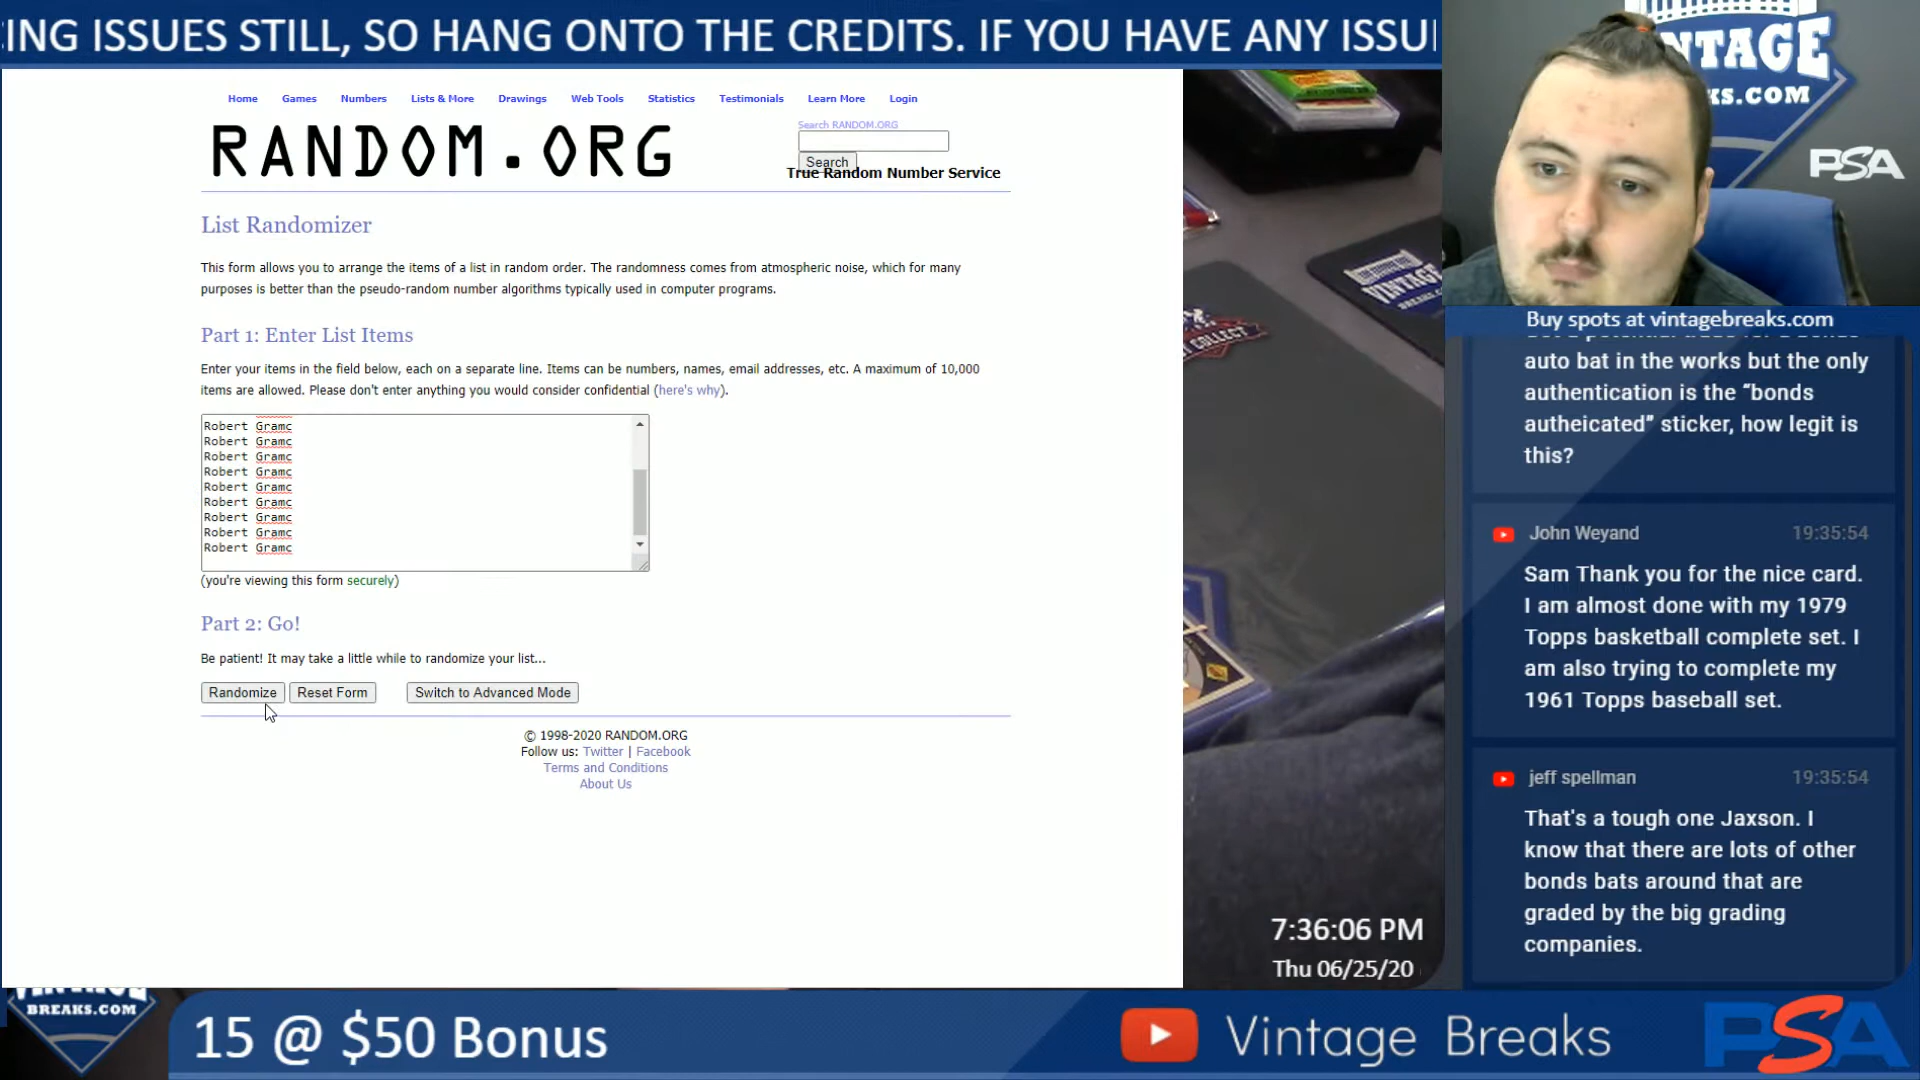 CING ISSUES STILL, SO HANG ONTO THE CREDITS. IF YOU HAVE ANY ISSU
Home Games Numbers Lists & More Drawings Web Tools Statistics Testimonials Learn More Login
RANDOM.ORG
Search RANDOM.ORG
Search
True Random Number Service
List Randomizer
This form allows you to arrange the items of a list in random order. The randomness comes from atmospheric noise, which for many
purposes is better than the pseudo-random number algorithms typically used in computer programs.
Part 1: Enter List Items
Enter your items in the field below, each on a separate line. Items can be numbers, names, email addresses, etc. A maximum of 10,000
items are allowed. Please don't enter anything you would consider confidential (here's why).
Robert Gramc
Robert Gramc
Robert Gramc
Robert Gramc
Robert Gramc
Robert Gramc
Robert Gramc
Robert Gramc
Robert Gramc
(you're viewing this form securely)
Part 2: Go!
Be patient! It may take a little while to randomize your list...
Randomize Reset Form Switch to Advanced Mode
© 1998-2020 RANDOM.ORG
Follow us: Twitter | Facebook
Terms and Conditions
About Us
VINTAGE
KS.COM
PSA
VINTAGE
COLLECT
Buy spots at vintagebreaks.com
auto bat in the works but the only
authentication is the “bonds
autheicated” sticker, how legit is
this?
John Weyand 19:35:54
Sam Thank you for the nice card.
I am almost done with my 1979
Topps basketball complete set. I
am also trying to complete my
1961 Topps baseball set.
jeff spellman 19:35:54
That's a tough one Jaxson. I
know that there are lots of other
bonds bats around that are
graded by the big grading
companies.
7:36:06 PM
Thu 06/25/20
VINTAGE
BREAKS.COM
15 @ $50 Bonus
Vintage Breaks
PSA